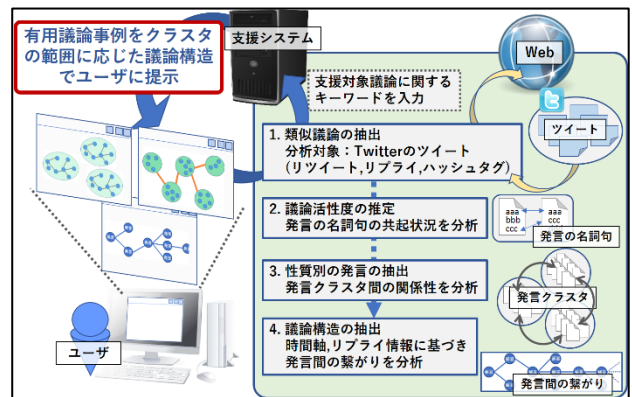 有用議論事例をクラスタ
の範囲に応じた議論構造
でユーザに提示
支援システム
Web
支援対象議論に関する
キーワードを入力
ツイート
1. 類似議論の抽出
分析対象：Twitterのツイート
(リツイート,リプライ,ハッシュタグ)
2. 議論活性度の推定
発言の名詞句の共起状況を分析
aaa
bbb
ccc
aaa
ccc
ccc
発言の名詞句
3. 性質別の発言の抽出
発言クラスタ間の関係性を分析
発言クラスタ
4. 議論構造の抽出
時間軸,リプライ情報に基づき
発言間の繋がりを分析
発言間の繋がり
ユーザ